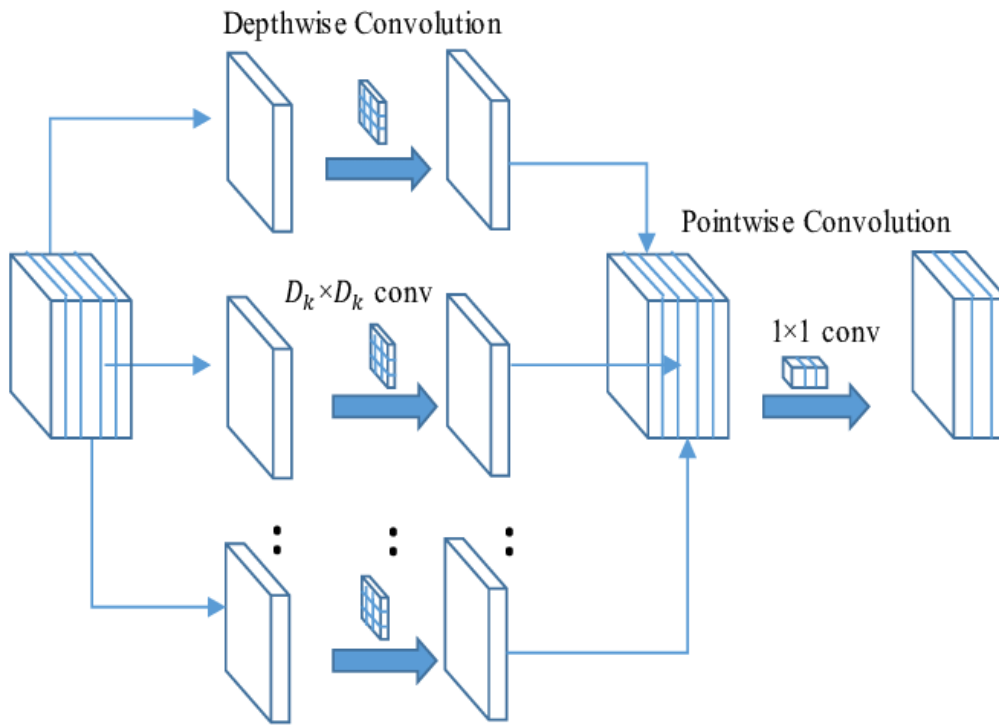 Depthwise Convolution
Pointwise Convolution
D_k×D_k conv
1×1 conv